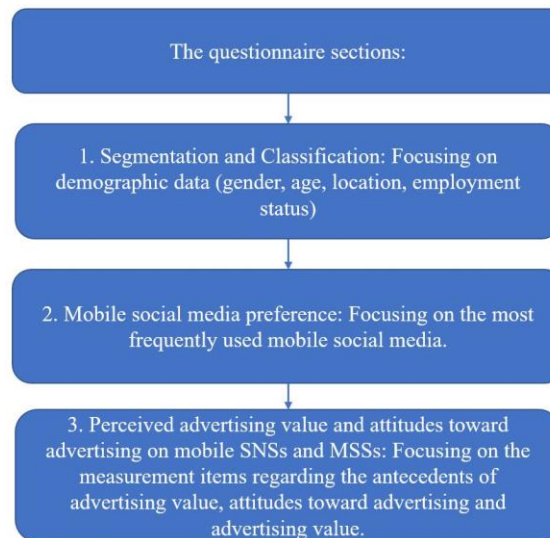 The questionnaire sections:
1. Segmentation and Classification: Focusing on
demographic data (gender, age, location, employment
status)
2. Mobile social media preference: Focusing on the most
frequently used mobile social media.
3. Perceived advertising value and attitudes toward
advertising on mobile SNSs and MSSs: Focusing on the
measurement items regarding the antecedents of
advertising value, attitudes toward advertising and
advertising value.